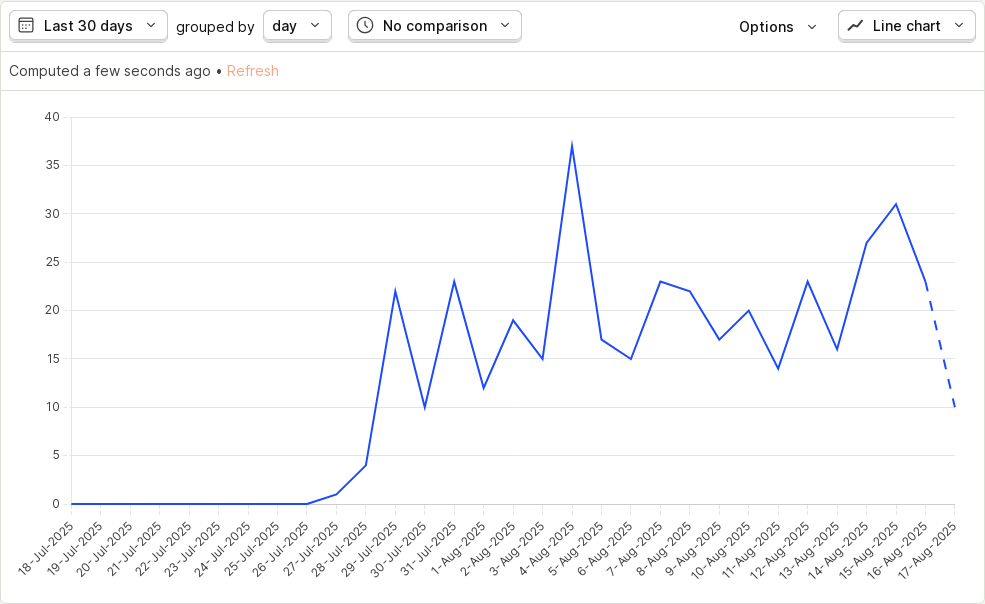 Last 30 days grouped by day No comparison Options Line chart
Computed a few seconds ago • Refresh
40
35
30
25
20
15
10
5
0
18-Jul-2025
19-Jul-2025
20-Jul-2025
21-Jul-2025
22-Jul-2025
23-Jul-2025
24-Jul-2025
25-Jul-2025
26-Jul-2025
27-Jul-2025
28-Jul-2025
29-Jul-2025
30-Jul-2025
31-Jul-2025
1-Aug-2025
2-Aug-2025
3-Aug-2025
4-Aug-2025
5-Aug-2025
6-Aug-2025
7-Aug-2025
8-Aug-2025
9-Aug-2025
10-Aug-2025
11-Aug-2025
12-Aug-2025
13-Aug-2025
14-Aug-2025
15-Aug-2025
16-Aug-2025
17-Aug-2025